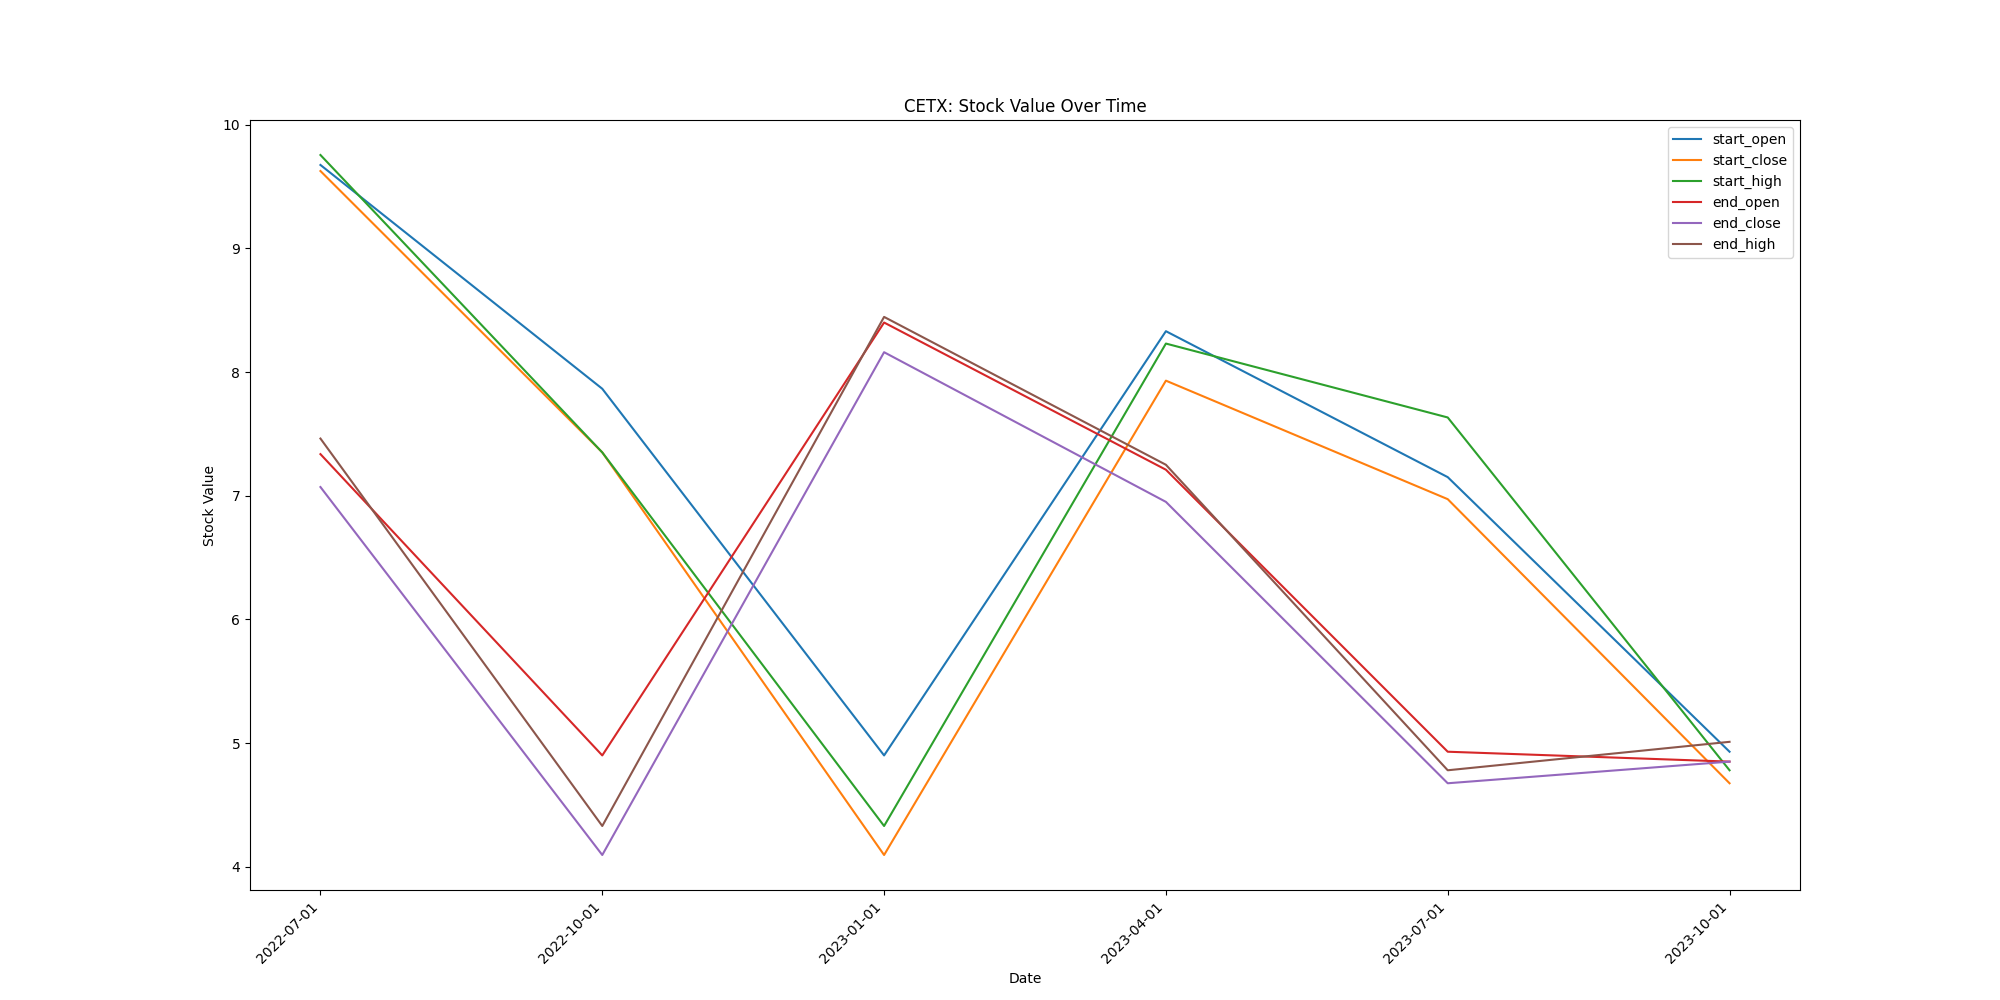 CETX: Stock Value Over Time
10
9
8
7
6
5
4
Stock Value
start_open
start_close
start_high
end_open
end_close
end_high
2022-07-01
2022-10-01
2023-01-01
2023-04-01
2023-07-01
2023-10-01
Date